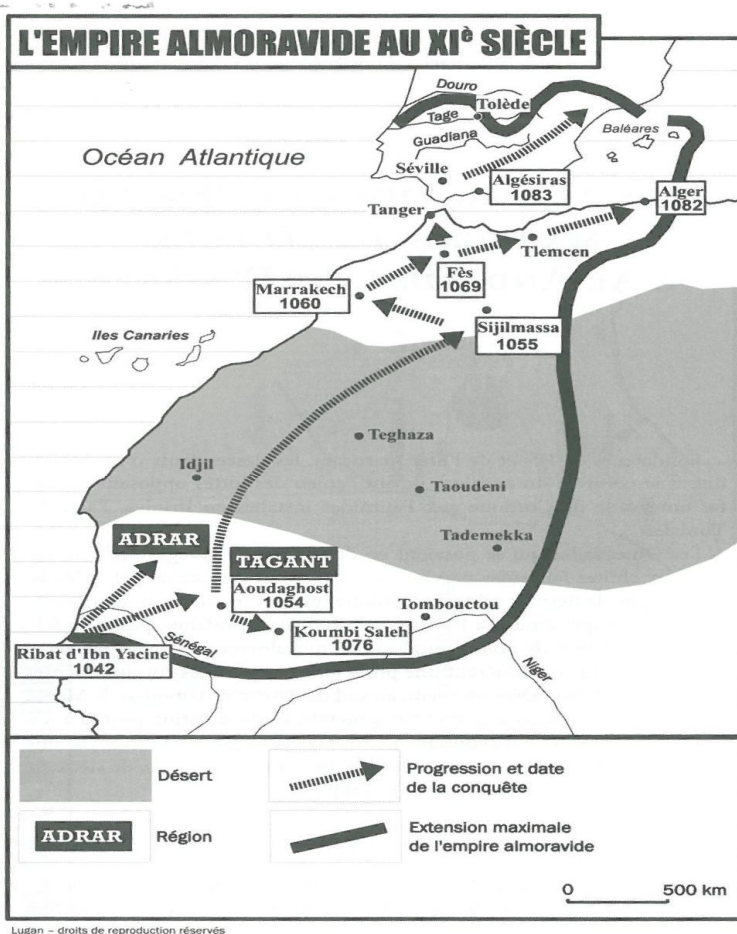 L'EMPIRE ALMORAVIDE AU XIè SIÈCLE
Douro
Tolède
Tage
Baléares
Guadiana
Océan Atlantique
Séville
Algésiras
1083
Alger
1082
Tanger
Tlemcen
Fès
1069
Marrakech
1060
Iles Canaries
Sijilmassa
1055
Teghaza
Idjil
Taoudeni
Tademekka
ADRAR
TAGANT
Aoudaghost
1054
Tombouctou
Koumbi Saleh
1076
Sénégal
Ribat d'Ibn Yacine
1042
Niger
Désert
Progression et date
de la conquête
ADRAR
Région
Extension maximale
de l'empire almoravide
0 500 km
Lugan – droits de reproduction réservés